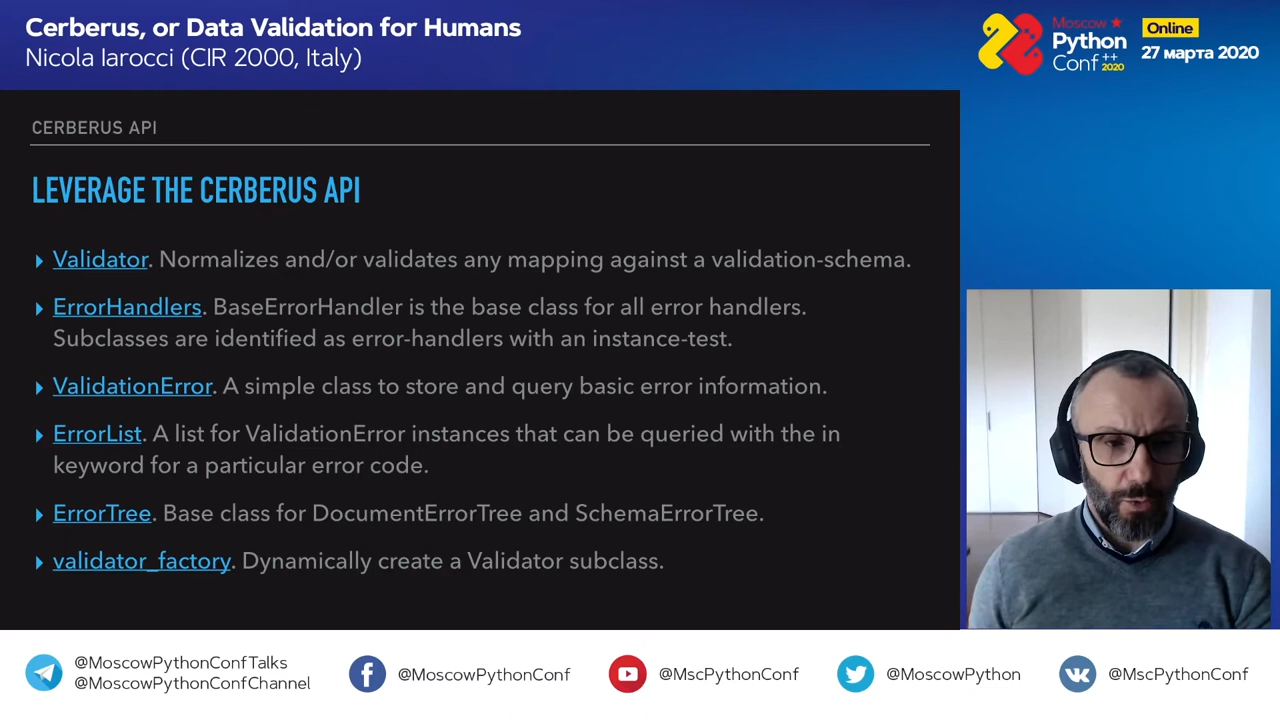 Cerberus, or Data Validation for Humans
Nicola Iarocci (CIR 2000, Italy)
Moscow
Python
Conf ++
2020
Online
27 марта 2020
CERBERUS API
LEVERAGE THE CERBERUS API
Validator. Normalizes and/or validates any mapping against a validation-schema.
ErrorHandlers. BaseErrorHandler is the base class for all error handlers.
Subclasses are identified as error-handlers with an instance-test.
ValidationError. A simple class to store and query basic error information.
ErrorList. A list for ValidationError instances that can be queried with the in
keyword for a particular error code.
ErrorTree. Base class for DocumentErrorTree and SchemaErrorTree.
validator_factory. Dynamically create a Validator subclass.
@MoscowPythonConfTalks
@MoscowPythonConfChannel
@MoscowPythonConf
@MscPythonConf
@MoscowPython
@MscPythonConf